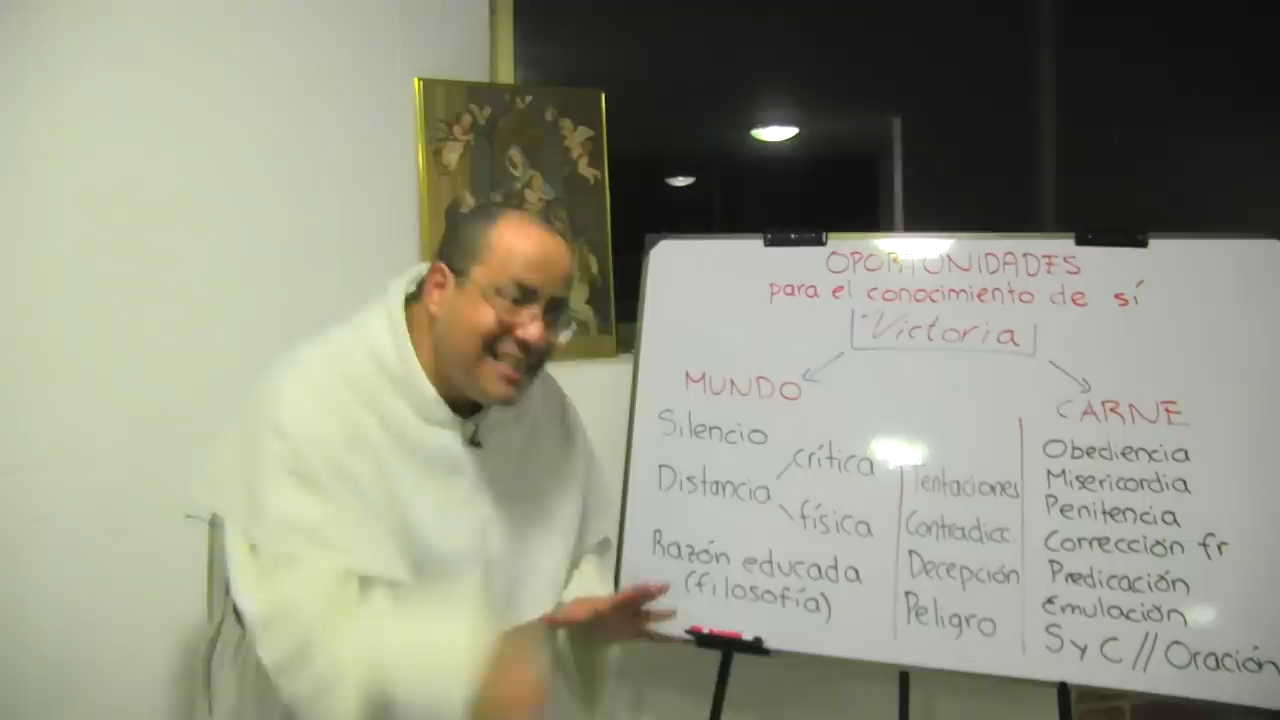 OPORTUNIDADES
para el conocimiento de sí
Victoria
MUNDO
Silencio
Distancia
crítica
física
Razón educada
(filosofía)
Tentaciones
Contradicc
Decepción
Peligro
CARNE
Obediencia
Misericordia
Penitencia
Corrección fr
Predicación
Emulación
S y C // Oración